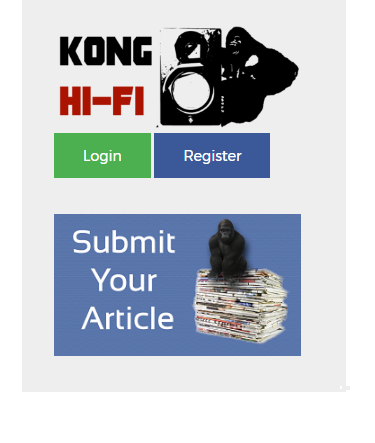 KONG
HI-FI
Login
Register
Submit
Your
Article